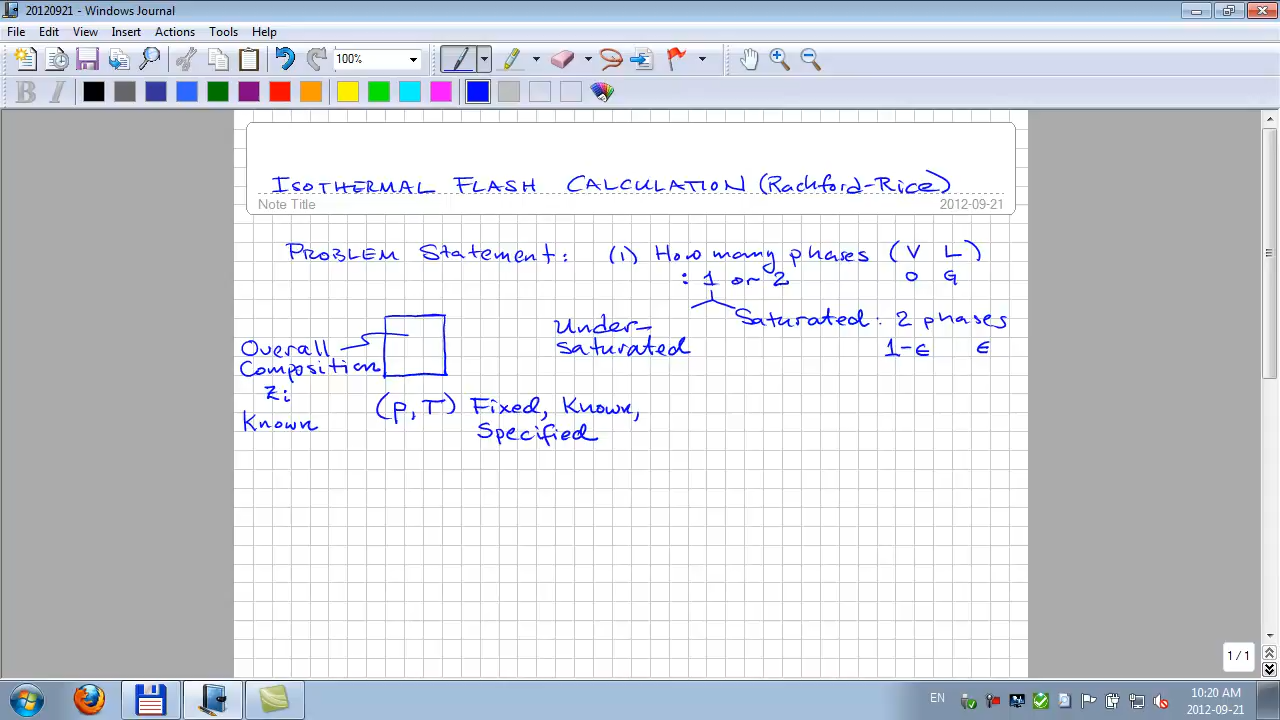 20120921 - Windows Journal
File Edit View Insert Actions Tools Help
100%
B I
ISOTHERMAL FLASH CALCULATION (Rachford-Rice)
Note Title
2012-09-21
PROBLEM Statement: (1) How many phases (V L)
: 1 or 2 O G
Under-
saturated
Saturated: 2 phases
1-ϵ ϵ
Overall
Composition
zi
Known
(p, T) Fixed, Known,
Specified
1 / 1
EN
10:20 AM
2012-09-21